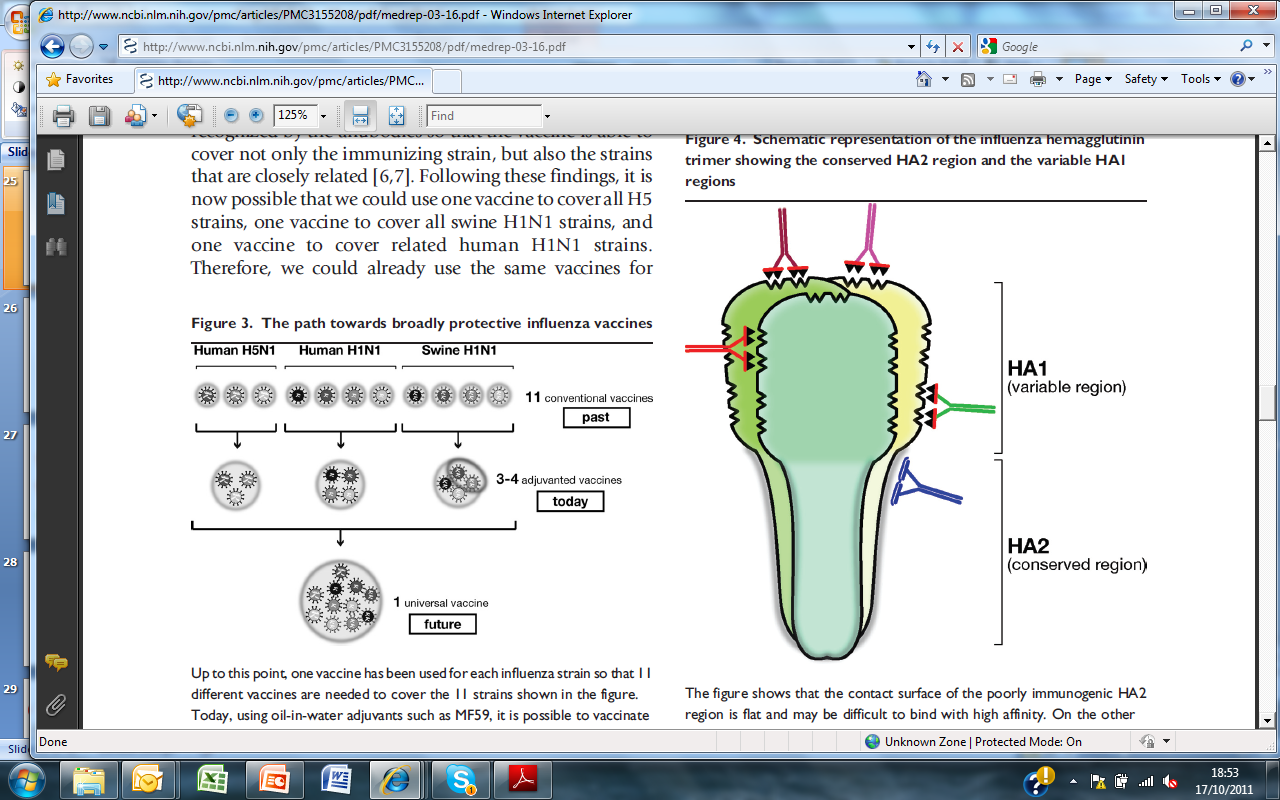 http://www.ncbi.nlm.nih.gov/pmc/articles/PMC3155208/pdf/medrep-03-16.pdf - Windows Internet Explorer
http://www.ncbi.nlm.nih.gov/pmc/articles/PMC3155208/pdf/medrep-03-16.pdf
Google
Favorites
http://www.ncbi.nlm.nih.gov/pmc/articles/PMC...
Page
Safety
Tools
125%
Find
Slid
25
26
27
28
29
Slid
cover not only the immunizing strain, but also the strains
that are closely related [6,7]. Following these findings, it is
now possible that we could use one vaccine to cover all H5
strains, one vaccine to cover all swine H1N1 strains, and
one vaccine to cover related human H1N1 strains.
Therefore, we could already use the same vaccines for
Figure 3. The path towards broadly protective influenza vaccines
Human H5N1 Human H1N1 Swine H1N1
11 conventional vaccines
past
3-4 adjuvanted vaccines
today
1 universal vaccine
future
Up to this point, one vaccine has been used for each influenza strain so that 11
different vaccines are needed to cover the 11 strains shown in the figure.
Today, using oil-in-water adjuvants such as MF59, it is possible to vaccinate
Figure 4. Schematic representation of the influenza hemagglutinin
trimer showing the conserved HA2 region and the variable HA1
regions
HA1
(variable region)
HA2
(conserved region)
The figure shows that the contact surface of the poorly immunogenic HA2
region is flat and may be difficult to bind with high affinity. On the other
Done
Unknown Zone | Protected Mode: On
18:53
17/10/2011